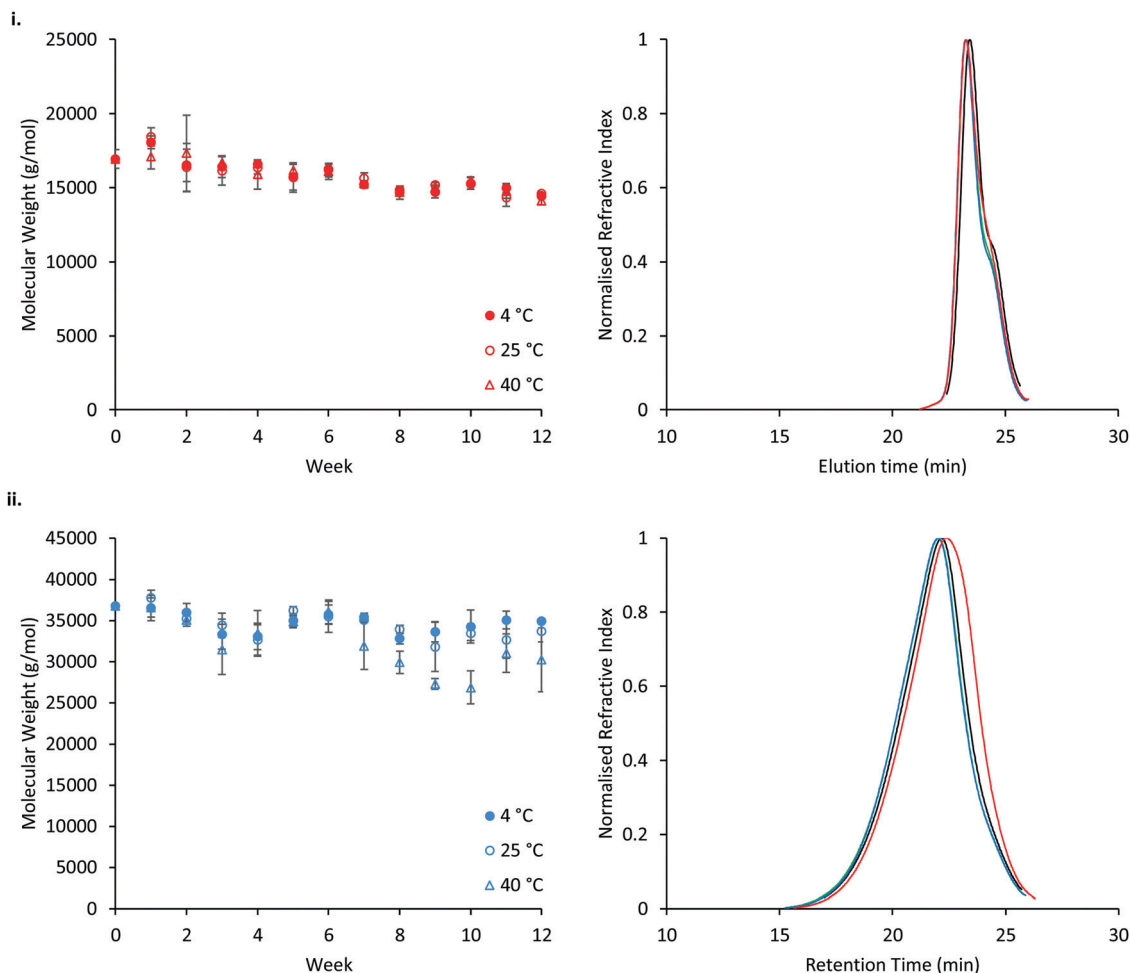 i.
25000
20000
15000
10000
5000
0
Molecular Weight (g/mol)
4 °C
25 °C
40 °C
0 2 4 6 8 10 12
Week
1
0.8
0.6
0.4
0.2
0
Normalised Refractive Index
10 15 20 25 30
Elution time (min)
ii.
45000
40000
35000
30000
25000
20000
15000
10000
5000
0
Molecular Weight (g/mol)
4 °C
25 °C
40 °C
0 2 4 6 8 10 12
Week
1
0.8
0.6
0.4
0.2
0
Normalised Refractive Index
10 15 20 25 30
Retention Time (min)